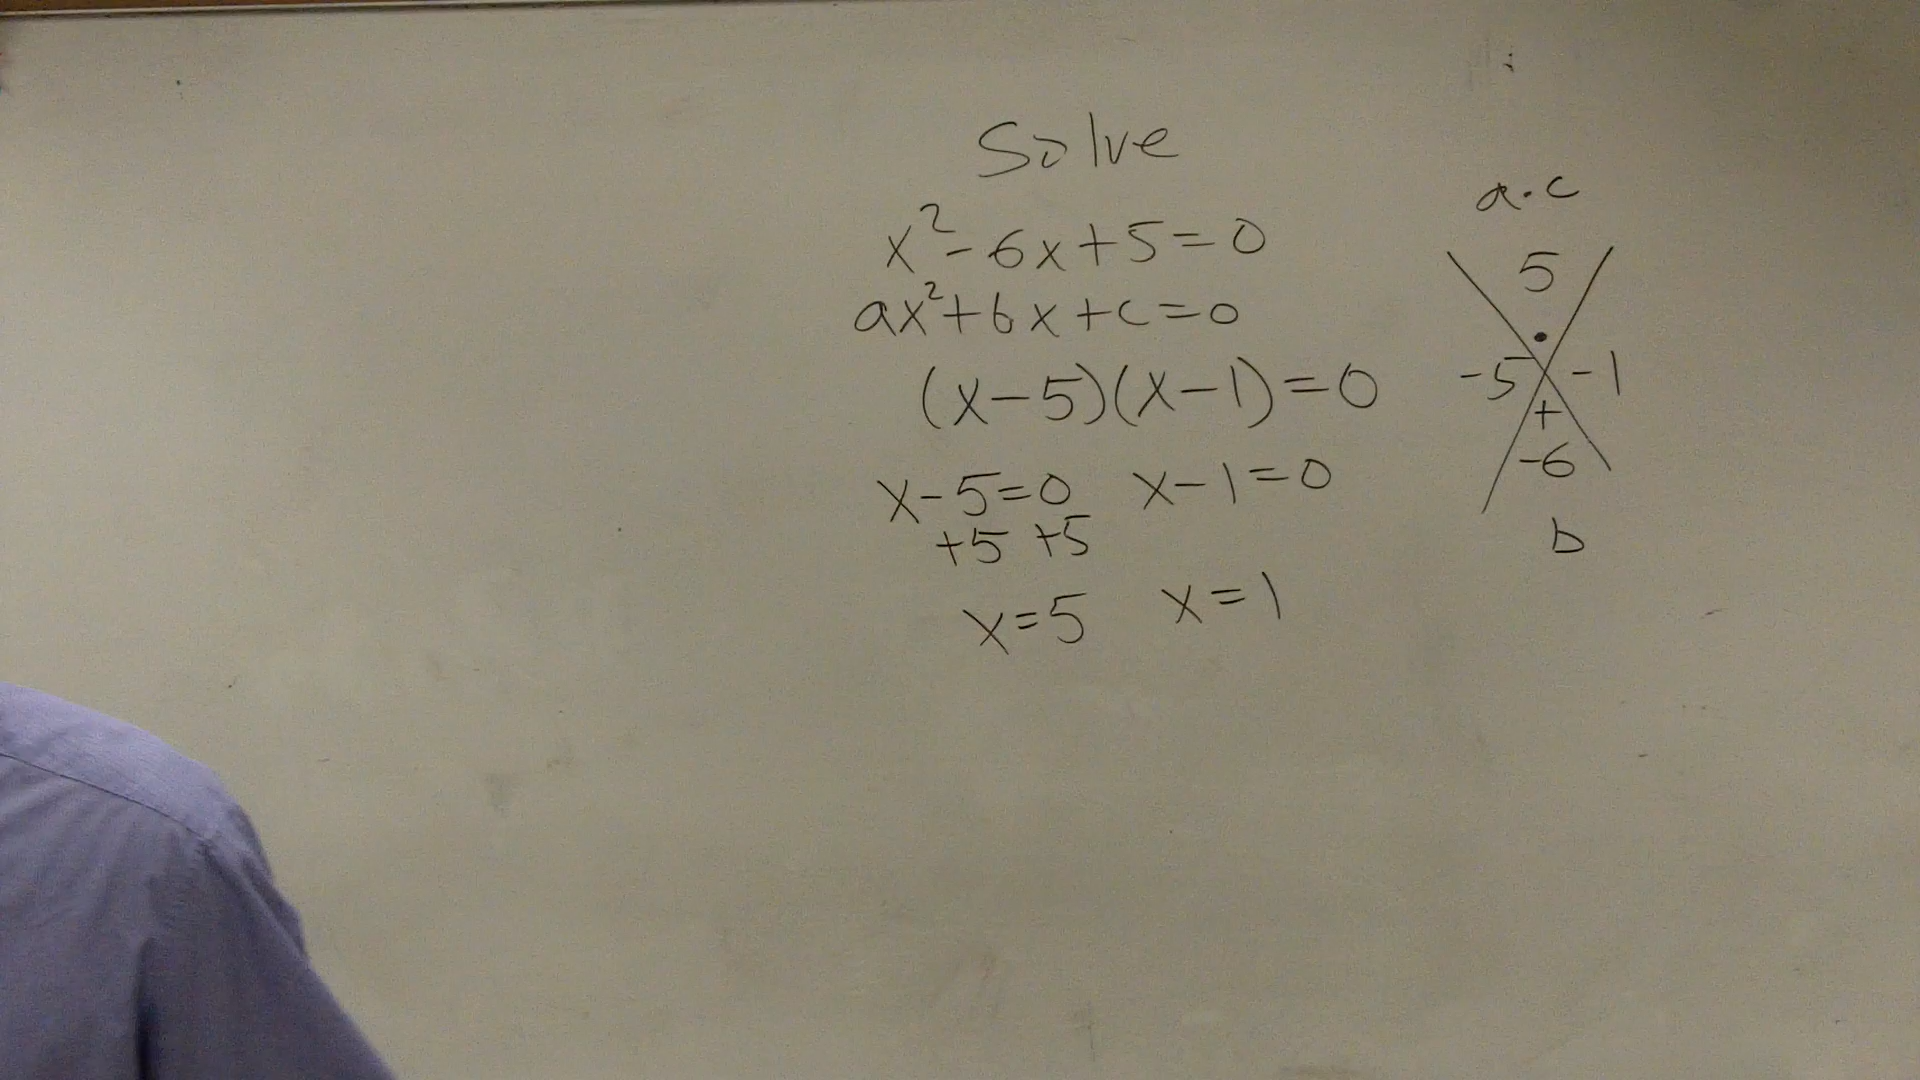 Solve
x²-6x+5=0
ax²+bx+c=0
(x-5)(x-1)=0
x-5=0 x-1=0
+5 +5
x=5 x=1
a·c
5
·
-5 -1
+
-6
b